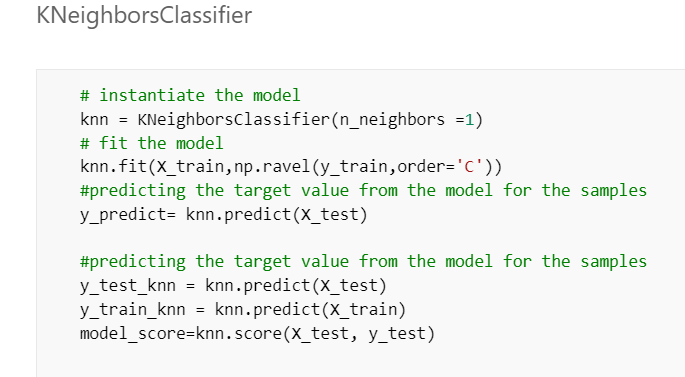 KNeighborsClassifier
# instantiate the model
knn = KNeighborsClassifier(n_neighbors =1)
# fit the model
knn.fit(X_train,np.ravel(y_train,order='C'))
#predicting the target value from the model for the samples
y_predict= knn.predict(X_test)
#predicting the target value from the model for the samples
y_test_knn = knn.predict(X_test)
y_train_knn = knn.predict(X_train)
model_score=knn.score(X_test, y_test)